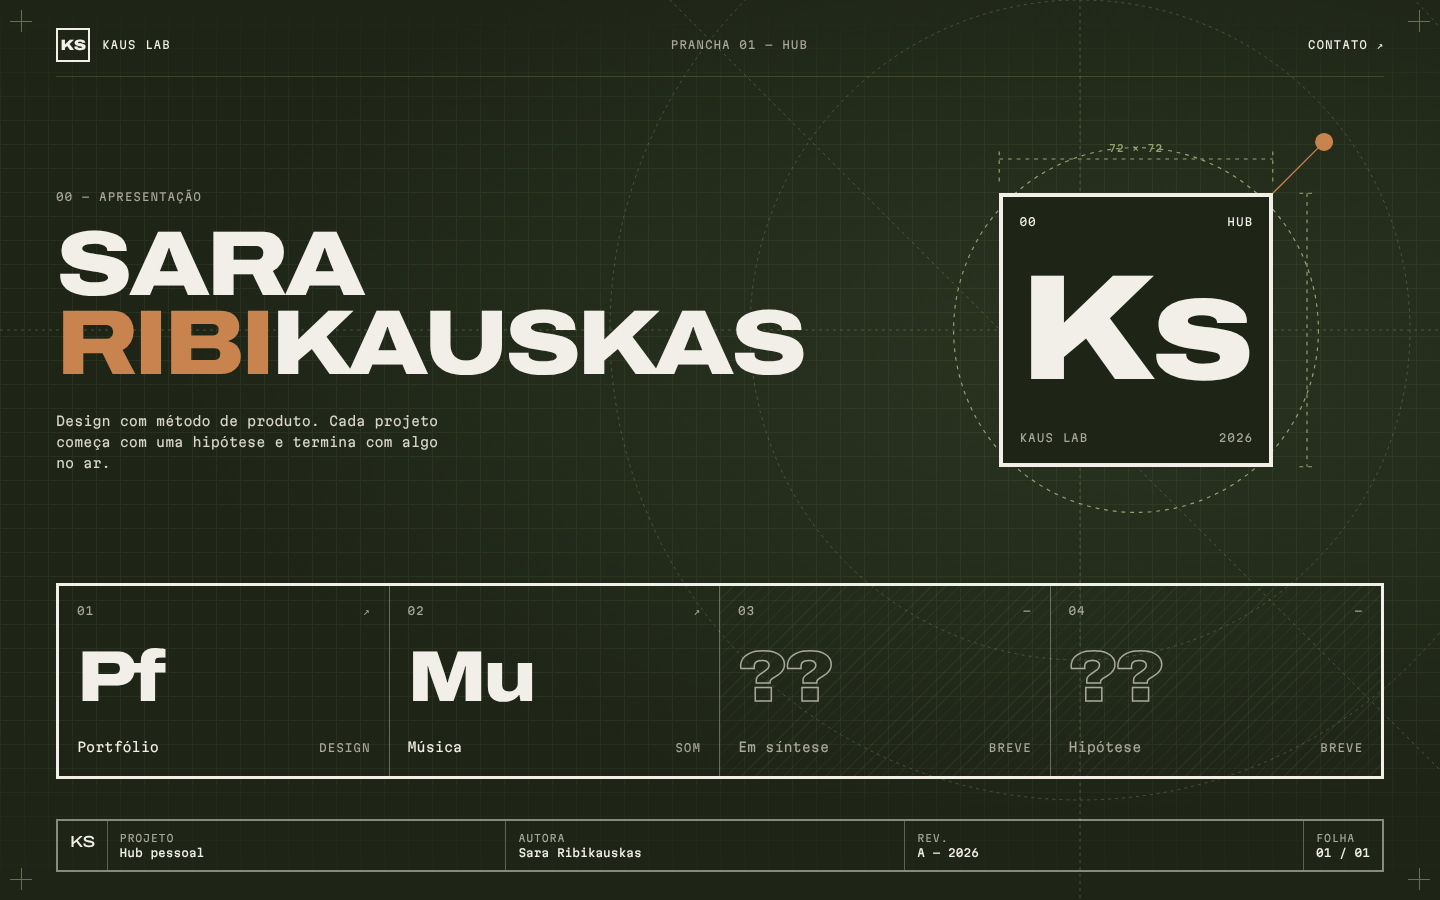 KS KAUS LAB
PRANCHA 01 — HUB
CONTATO ↗
00 — APRESENTAÇÃO
SARA
RIBIKAUSKAS
Design com método de produto. Cada projeto
começa com uma hipótese e termina com algo
no ar.
72 × 72
00 HUB
Ks
KAUS LAB 2026
01 ↗
Pf
Portfólio DESIGN
02 ↗
Mu
Música SOM
03 —
??
Em síntese BREVE
04 —
??
Hipótese BREVE
KS
PROJETO
Hub pessoal
AUTORA
Sara Ribikauskas
REV.
A — 2026
FOLHA
01 / 01